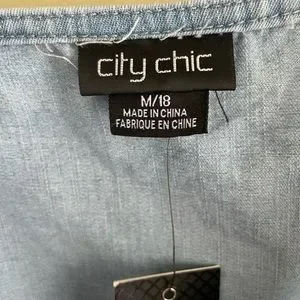 city chic
M/18
MADE IN CHINA
FABRIQUE EN CHINE